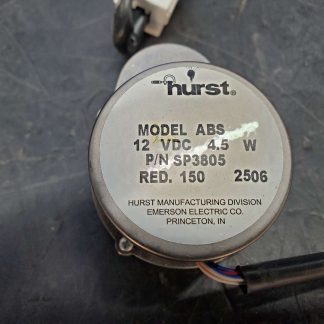 hurst®
MODEL ABS
12 VDC 4.5 W
P/N SP3805
RED. 150 2506
HURST MANUFACTURING DIVISION
EMERSON ELECTRIC CO.
PRINCETON, IN